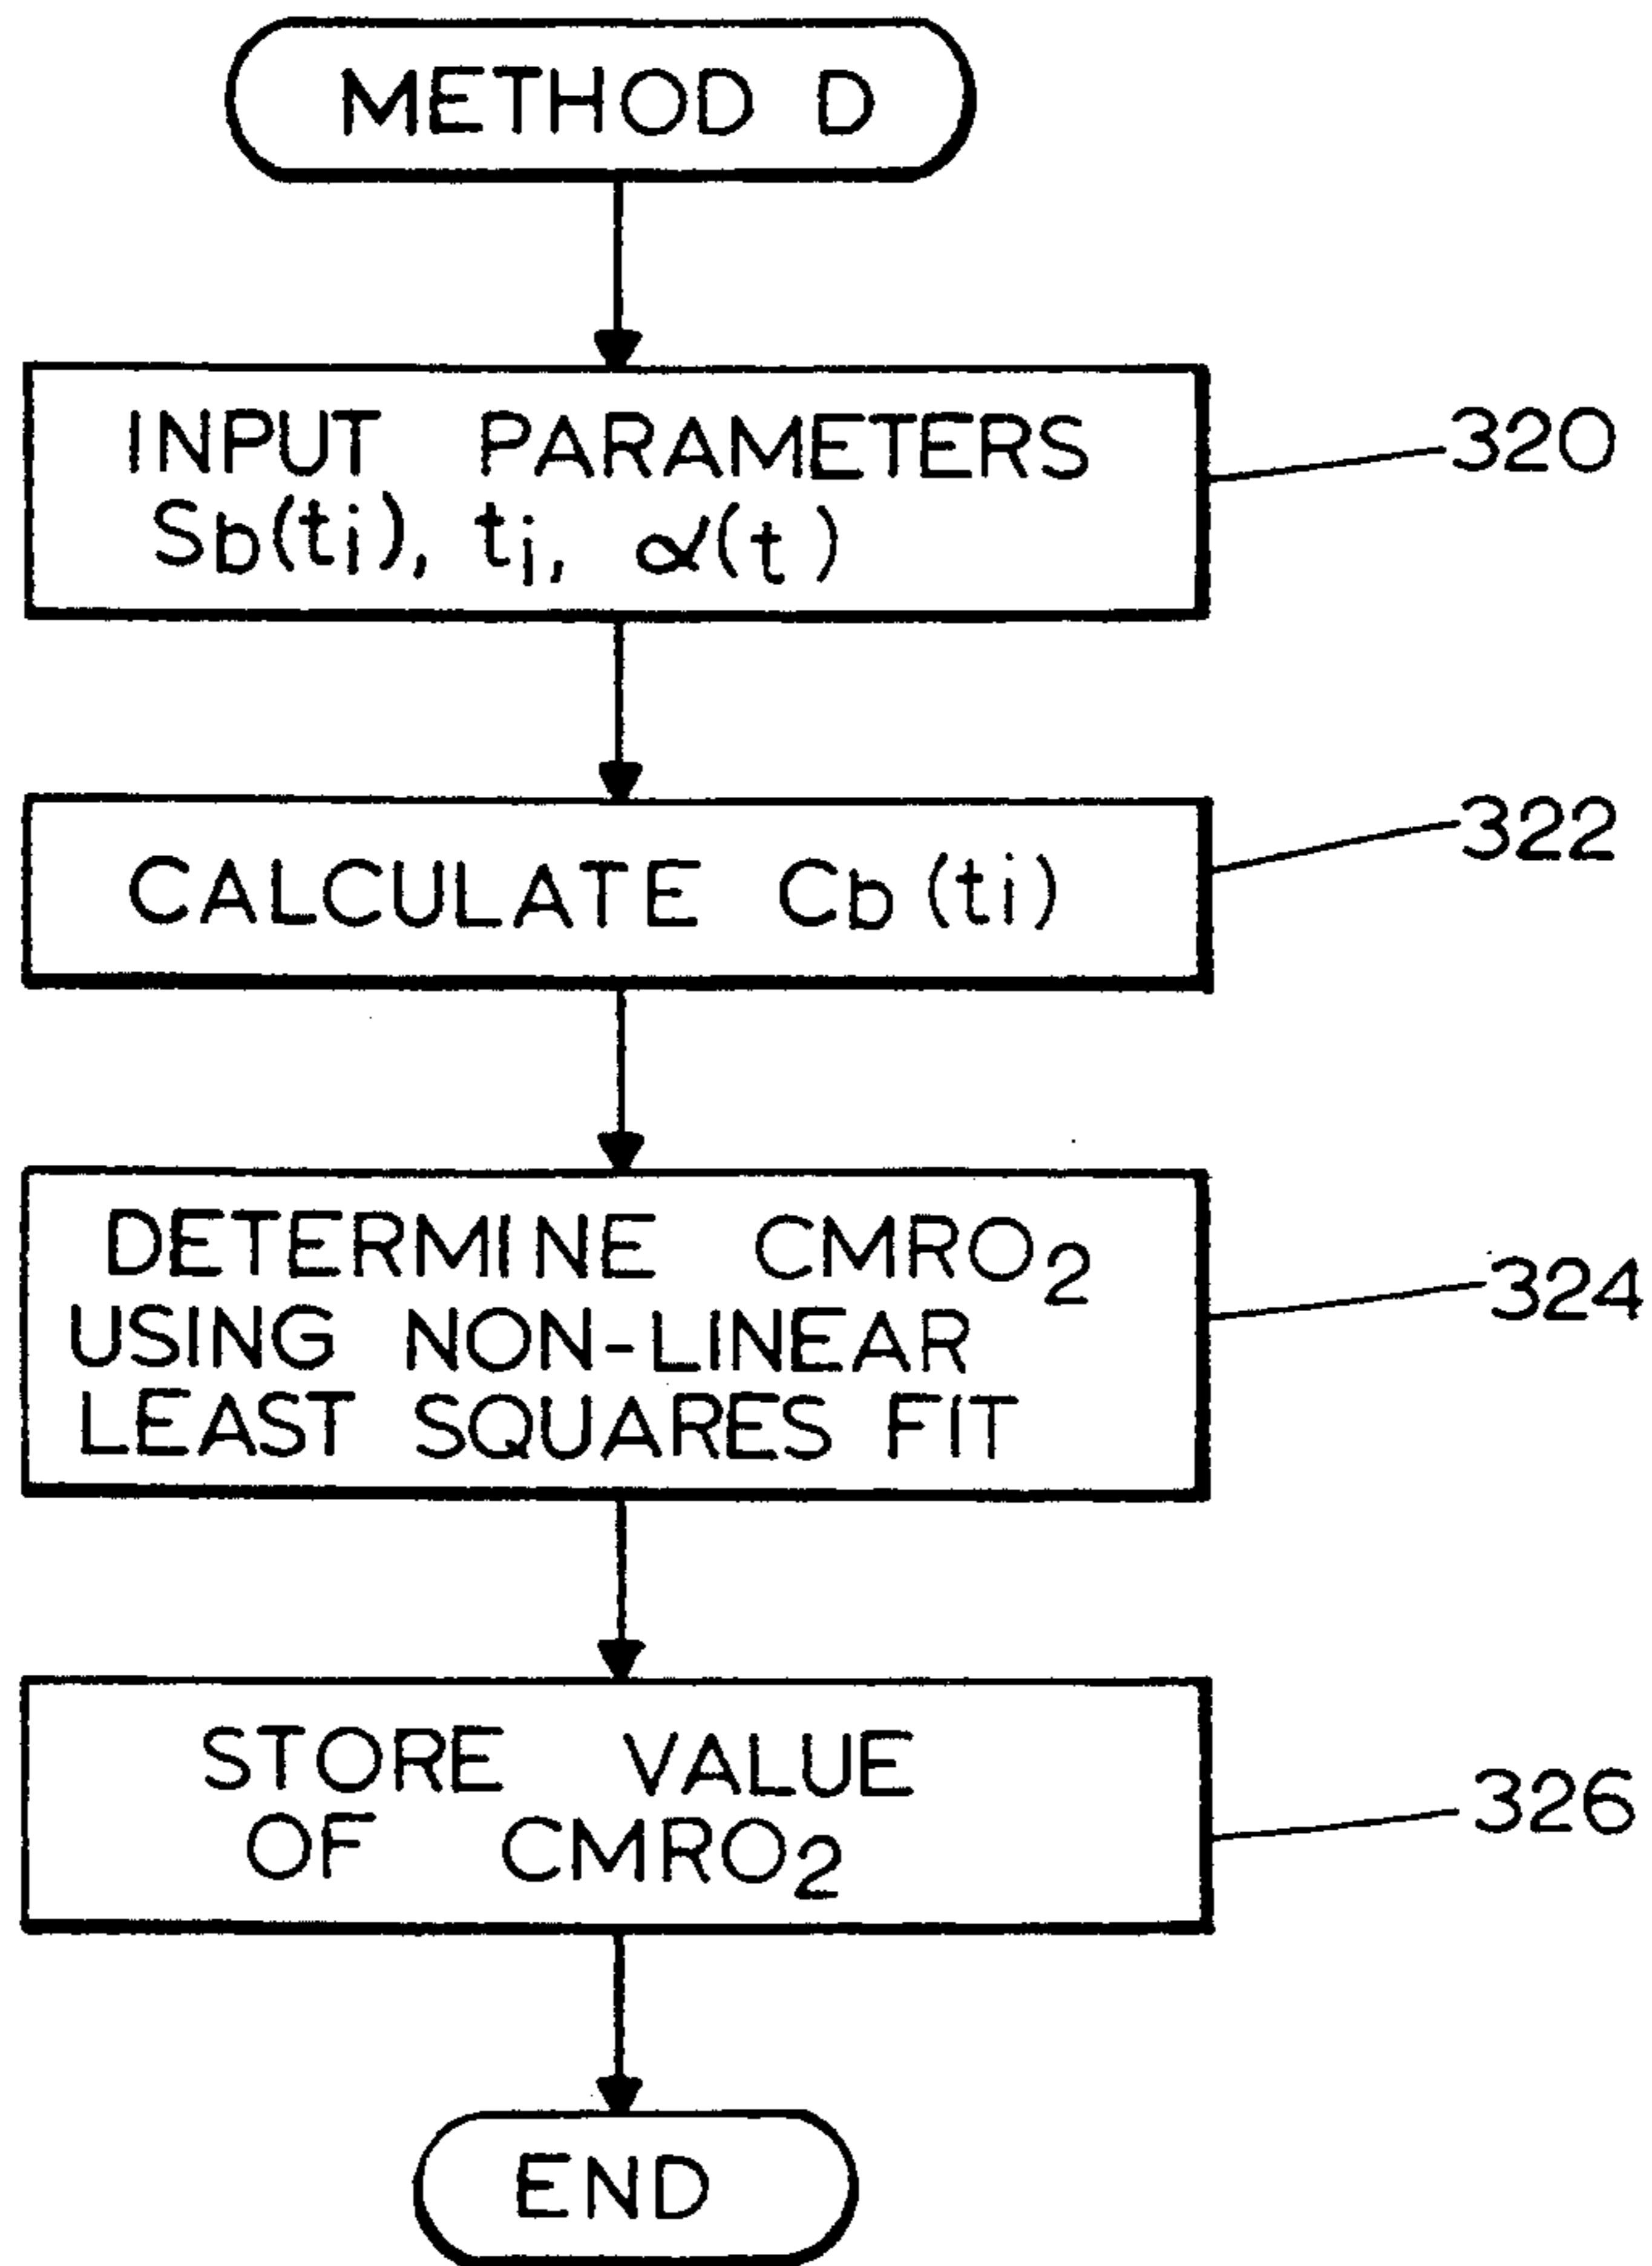 METHOD D
INPUT PARAMETERS
Sb(ti), ti, α(t)
320
CALCULATE Cb(ti)
322
DETERMINE CMRO₂
USING NON-LINEAR
LEAST SQUARES FIT
324
STORE VALUE
OF CMRO₂
326
END